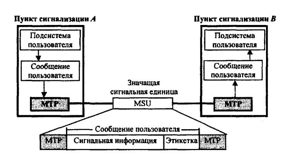 Пункт сигнализации A
Пункт сигнализации B
Подсистема
пользователя
Подсистема
пользователя
Сообщение
пользователя
Сообщение
пользователя
Значащая
сигнальная единица
MTP
MSU
MTP
Сообщение пользователя
MTP Сигнальная информация Этикетка MTP